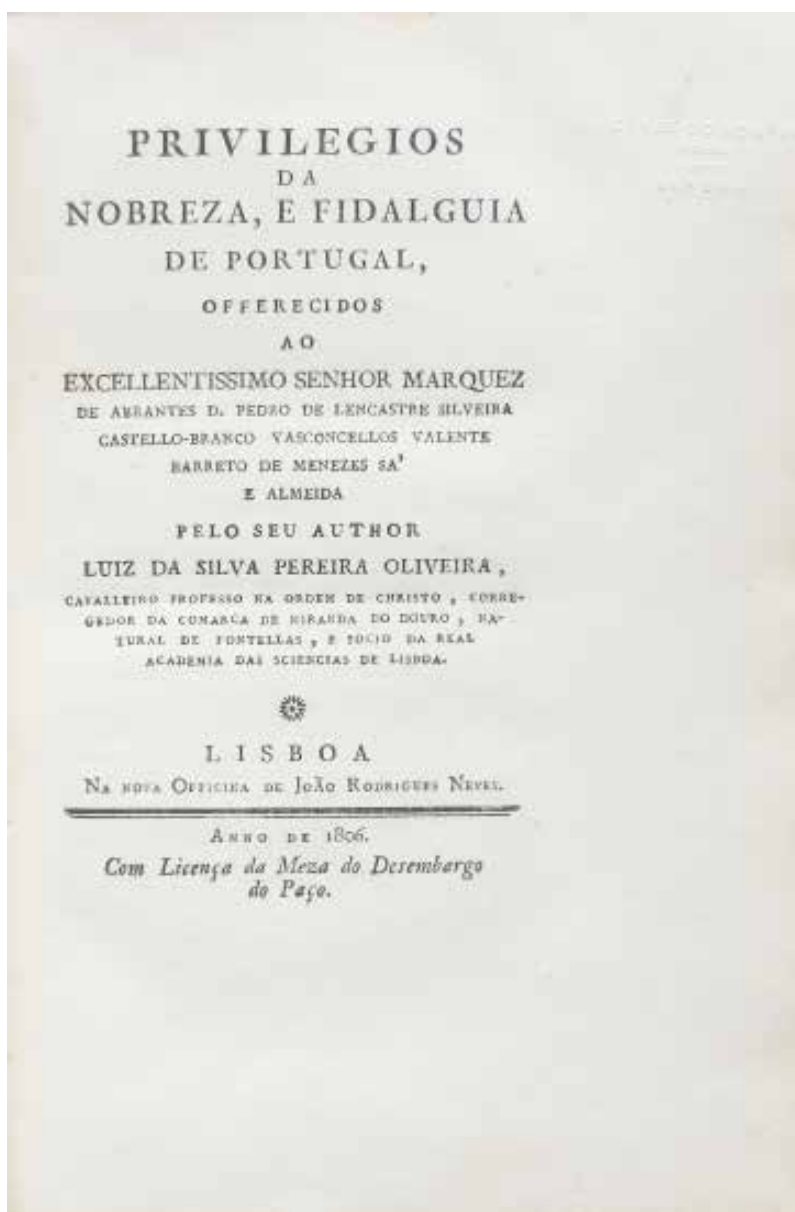 PRIVILEGIOS
DA
NOBREZA, E FIDALGUIA
DE PORTUGAL,
OFFERECIDOS
AO
EXCELLENTISSIMO SENHOR MARQUEZ
DE ABRANTES D. PEDRO DE LENCASTRE SILVEIRA
CASTELLO-BRANCO VASCONCELLOS VALENTE
BARRETO DE MENEZES SA'
E ALMEIDA
PELO SEU AUTHOR
LUIZ DA SILVA PEREIRA OLIVEIRA,
CAVALLEIRO PROFESSO NA ORDEM DE CHRISTO, CORRE-
GEDOR DA COMARCA DE MIRANDA DO DOURO, NA-
TURAL DE FONTELLAS, E SOCIO DA REAL
ACADEMIA DAS SCIENCIAS DE LISBOA.
LISBOA
NA NOVA OFFICINA DE JOÃO RODRIGUES NEVES.
ANNO DE 1806.
Com Licença da Meza do Desembargo
do Paço.